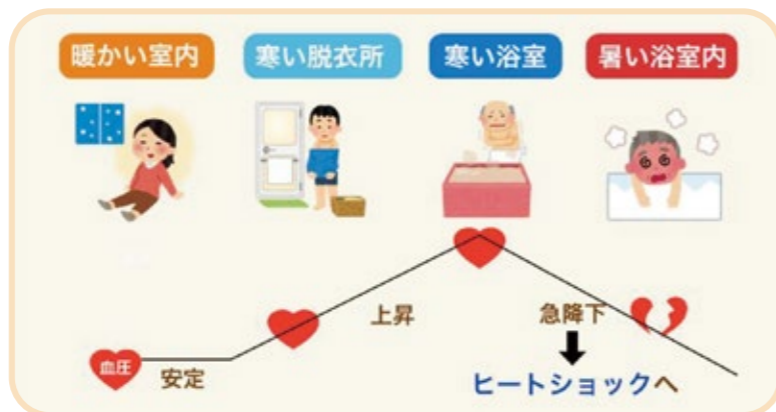 暖かい室内
寒い脱衣所
寒い浴室
暑い浴室内
血圧
安定
上昇
急降下
ヒートショックへ